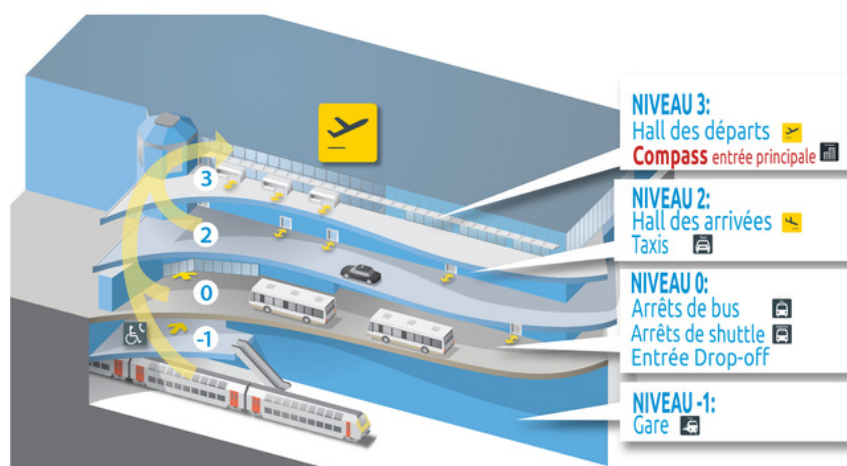 3
2
0
-1
NIVEAU 3:
Hall des départs
Compass entrée principale
NIVEAU 2:
Hall des arrivées
Taxis
NIVEAU 0:
Arrêts de bus
Arrêts de shuttle
Entrée Drop-off
NIVEAU -1:
Gare